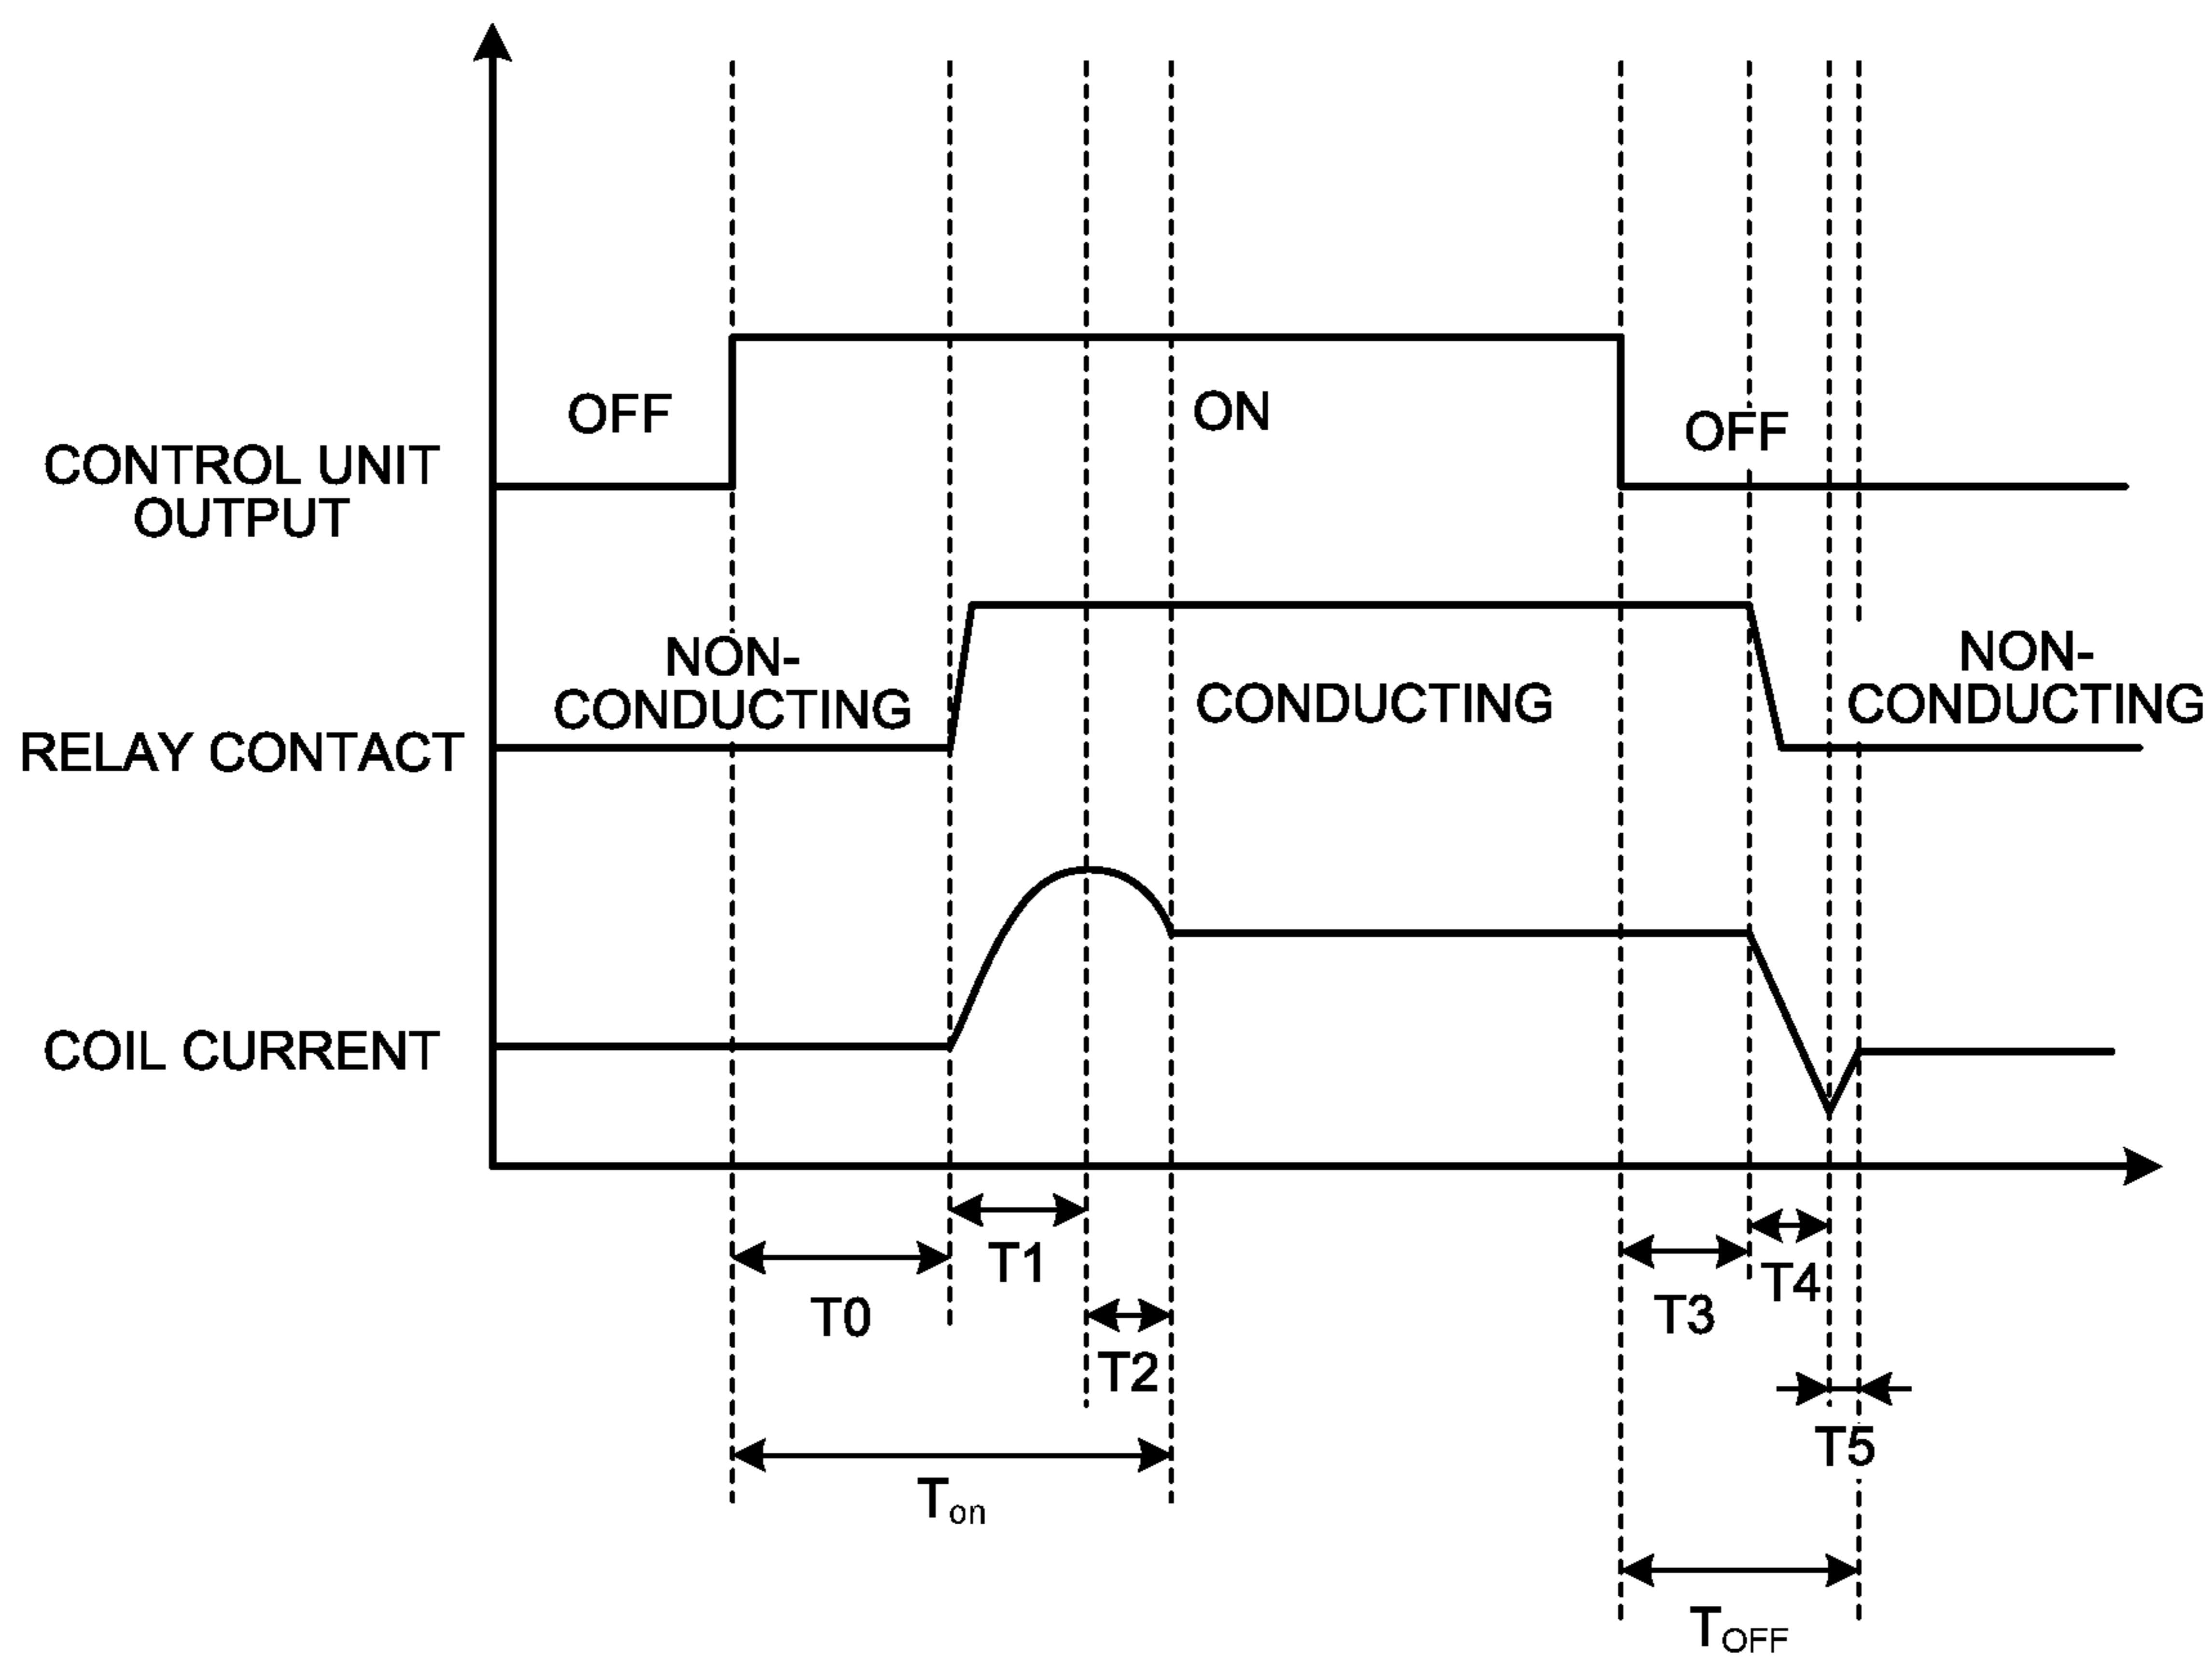 OFF
ON
OFF
CONTROL UNIT
OUTPUT
NON-
CONDUCTING
CONDUCTING
NON-
CONDUCTING
RELAY CONTACT
COIL CURRENT
T1
T0
T2
Ton
T4
T3
T5
TOFF